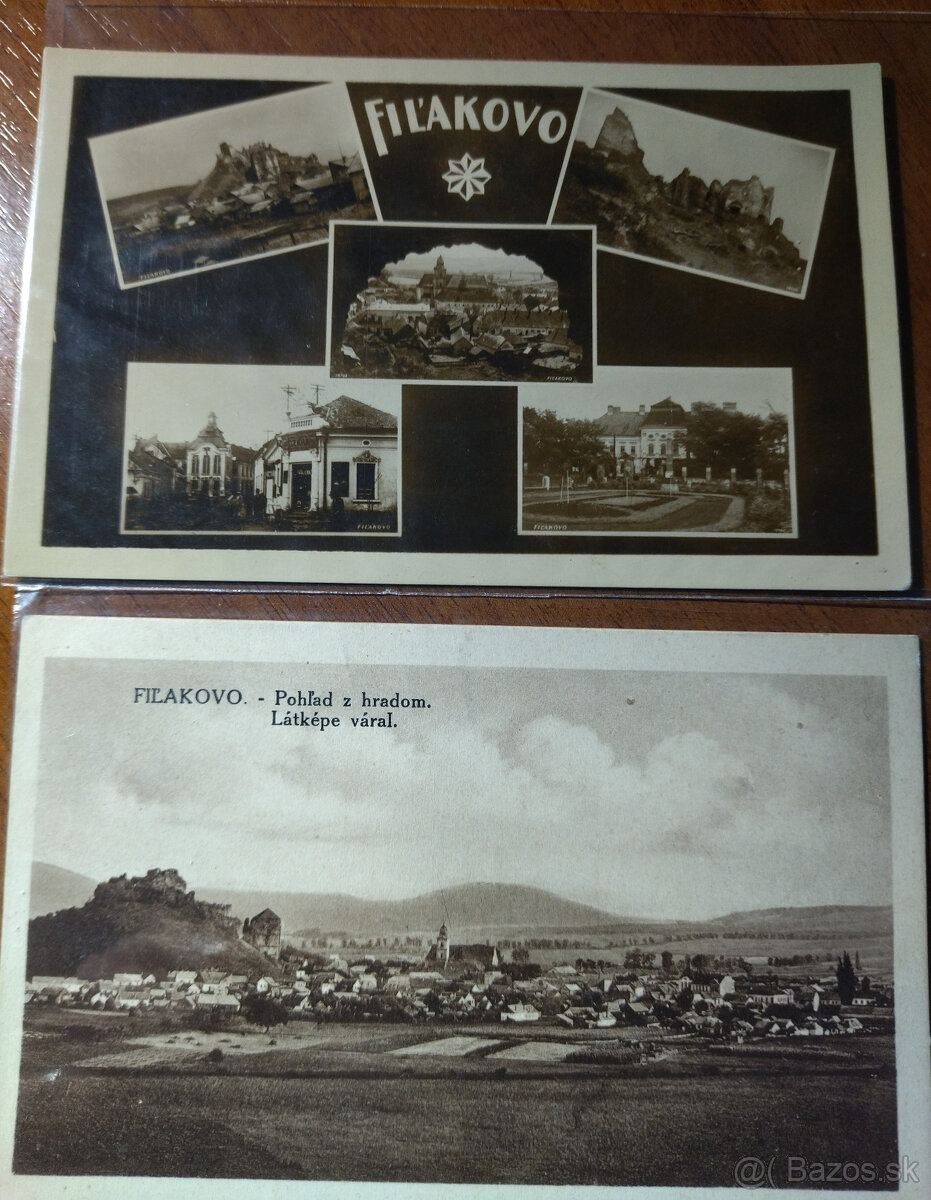 FIĽAKOVO
FIĽAKOVO
FIĽAKOVO
FIĽAKOVO
FIĽAKOVO
FIĽAKOVO. - Pohľad z hradom.
Látképe váral.
@( Bazos.sk